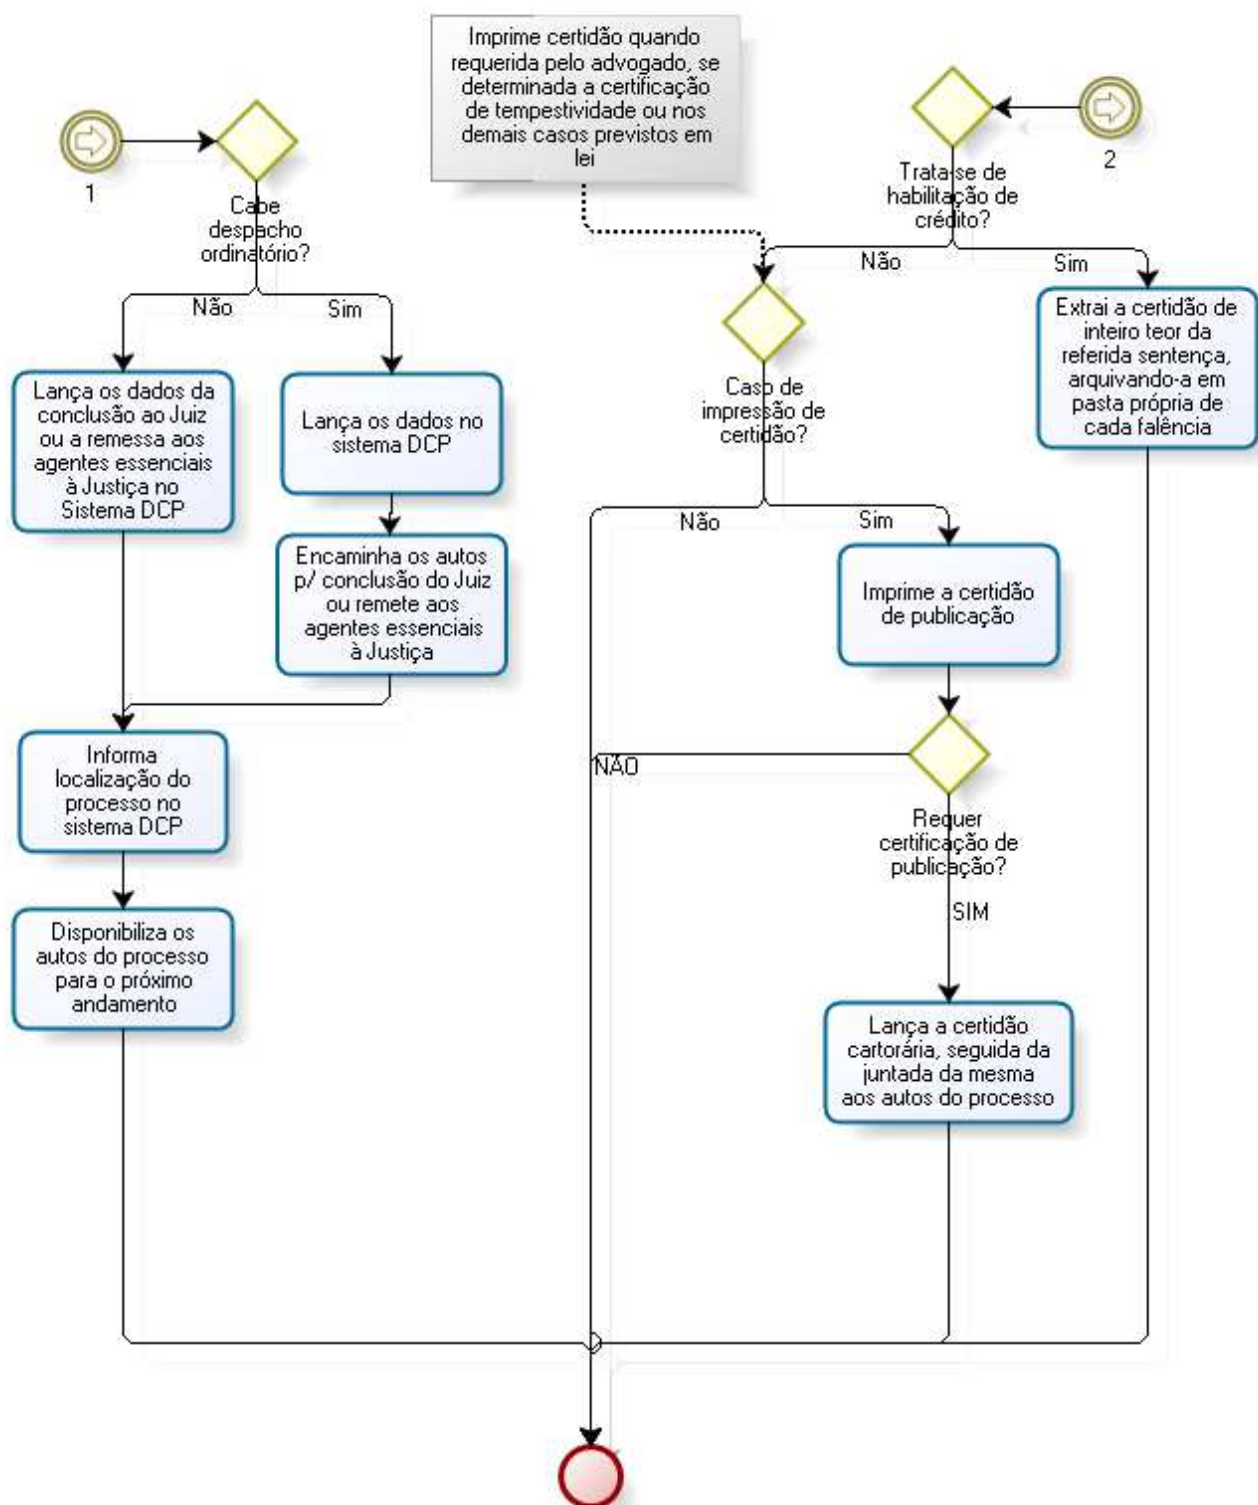 Imprime certidão quando
requerida pelo advogado, se
determinada a certificação
de tempestividade ou nos
demais casos previstos em
lei
1
Cabe
despacho
ordinatório?
Não
Sim
Lança os dados da
conclusão ao Juiz
ou a remessa aos
agentes essenciais
à Justiça no
Sistema DCP
Lança os dados no
sistema DCP
Encaminha os autos
p/ conclusão do Juiz
ou remete aos
agentes essenciais
à Justiça
Informa
localização do
processo no
sistema DCP
Disponibiliza os
autos do processo
para o próximo
andamento
2
Trata-se de
habilitação de
crédito?
Não
Sim
Extrai a certidão de
inteiro teor da
referida sentença,
arquivando-a em
pasta própria de
cada falência
Caso de
impressão de
certidão?
Não
Sim
Imprime a certidão
de publicação
NÃO
Requer
certificação de
publicação?
SIM
Lança a certidão
cartorária, seguida da
juntada da mesma
aos autos do processo